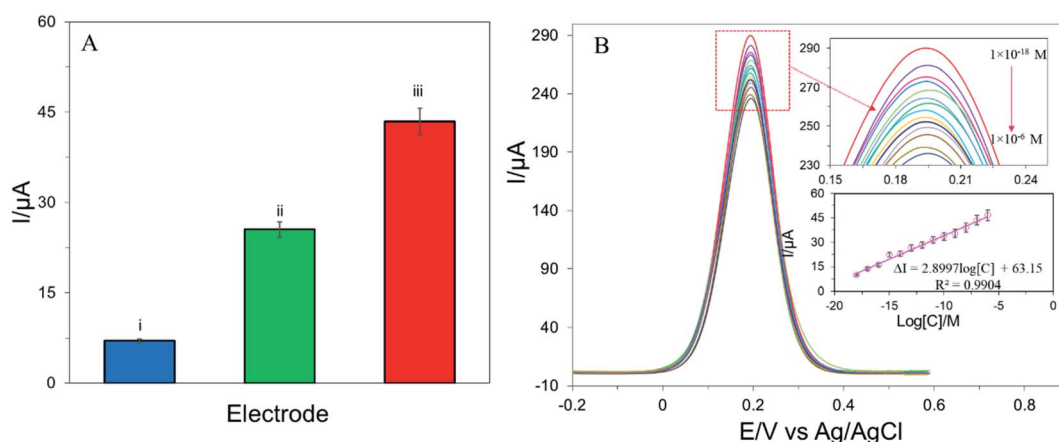 A
60
45
30
15
0
I/µA
i
ii
iii
Electrode
B
290
240
190
140
90
40
-10
I/µA
-0.2
0
0.2
0.4
0.6
0.8
E/V vs Ag/AgCl
290
280
270
260
250
240
230
0.15
0.18
0.21
0.24
1×10⁻¹⁸ M
1×10⁻⁶ M
60
45
30
15
0
I/µA
ΔI = 2.8997log[C] + 63.15
R² = 0.9904
-20
-15
-10
-5
0
Log[C]/M